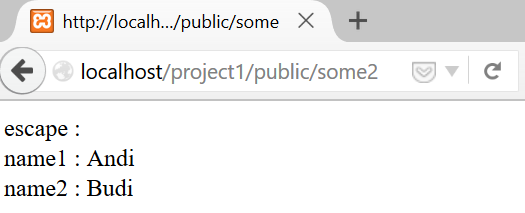 http://localh.../public/some
localhost/project1/public/some2
escape :
name1 : Andi
name2 : Budi